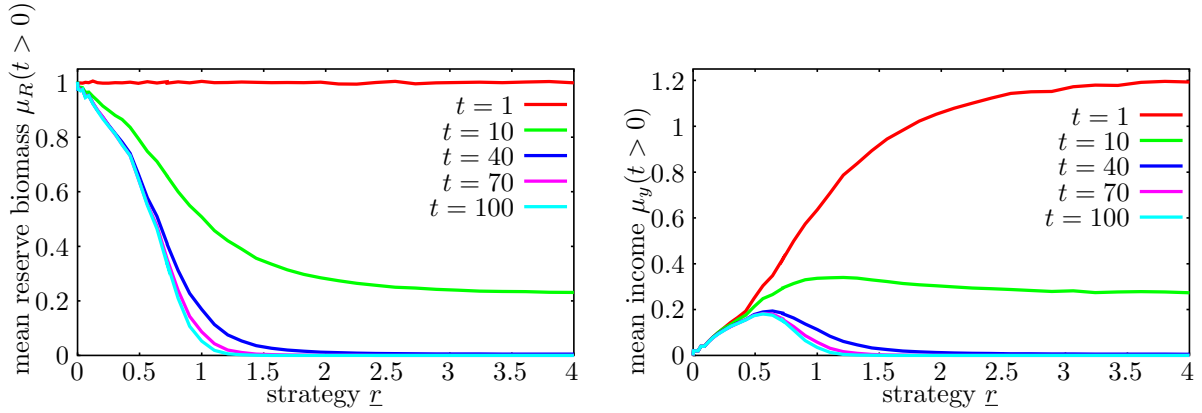 mean reserve biomass μ_R(t > 0)
1
0.8
0.6
0.4
0.2
0
0 0.5 1 1.5 2 2.5 3 3.5 4
strategy r
t = 1
t = 10
t = 40
t = 70
t = 100
mean income μ_y(t > 0)
1.2
1
0.8
0.6
0.4
0.2
0
0 0.5 1 1.5 2 2.5 3 3.5 4
strategy r
t = 1
t = 10
t = 40
t = 70
t = 100